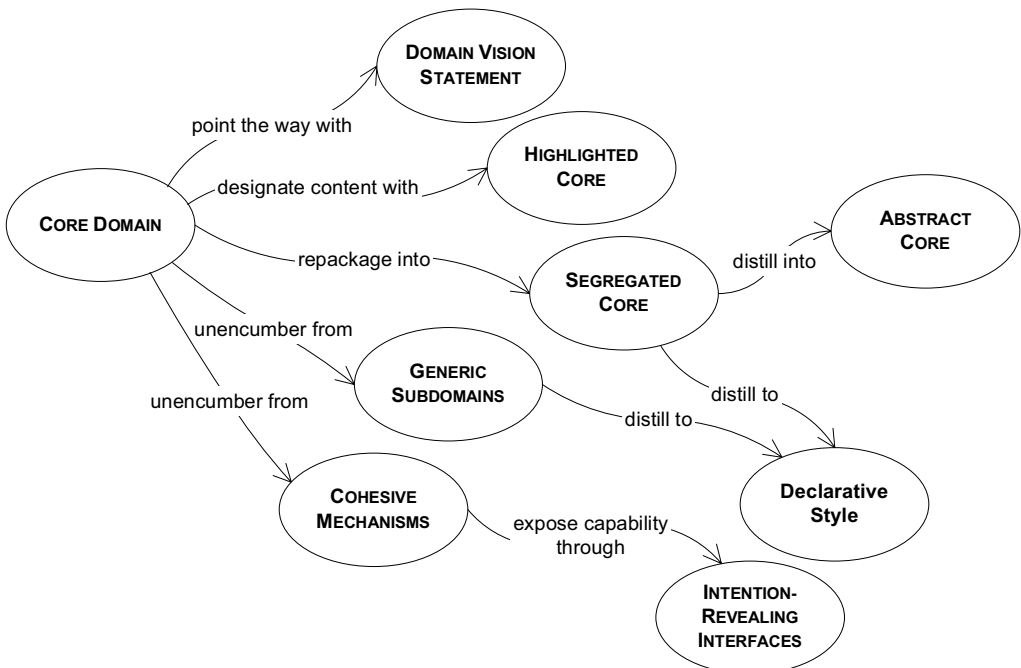 DOMAIN VISION
STATEMENT
point the way with
HIGHLIGHTED
CORE
designate content with
CORE DOMAIN
ABSTRACT
CORE
repackage into
distill into
SEGREGATED
CORE
unencumber from
GENERIC
SUBDOMAINS
unencumber from
distill to
distill to
Declarative
Style
COHESIVE
MECHANISMS
expose capability
through
INTENTION-
REVEALING
INTERFACES